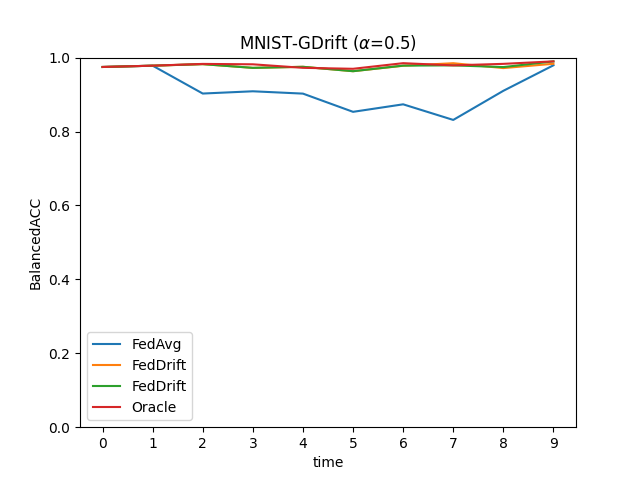 MNIST-GDrift (α=0.5)
BalancedACC
1.0
0.8
0.6
0.4
0.2
0.0
FedAvg
FedDrift
FedDrift
Oracle
0 1 2 3 4 5 6 7 8 9
time